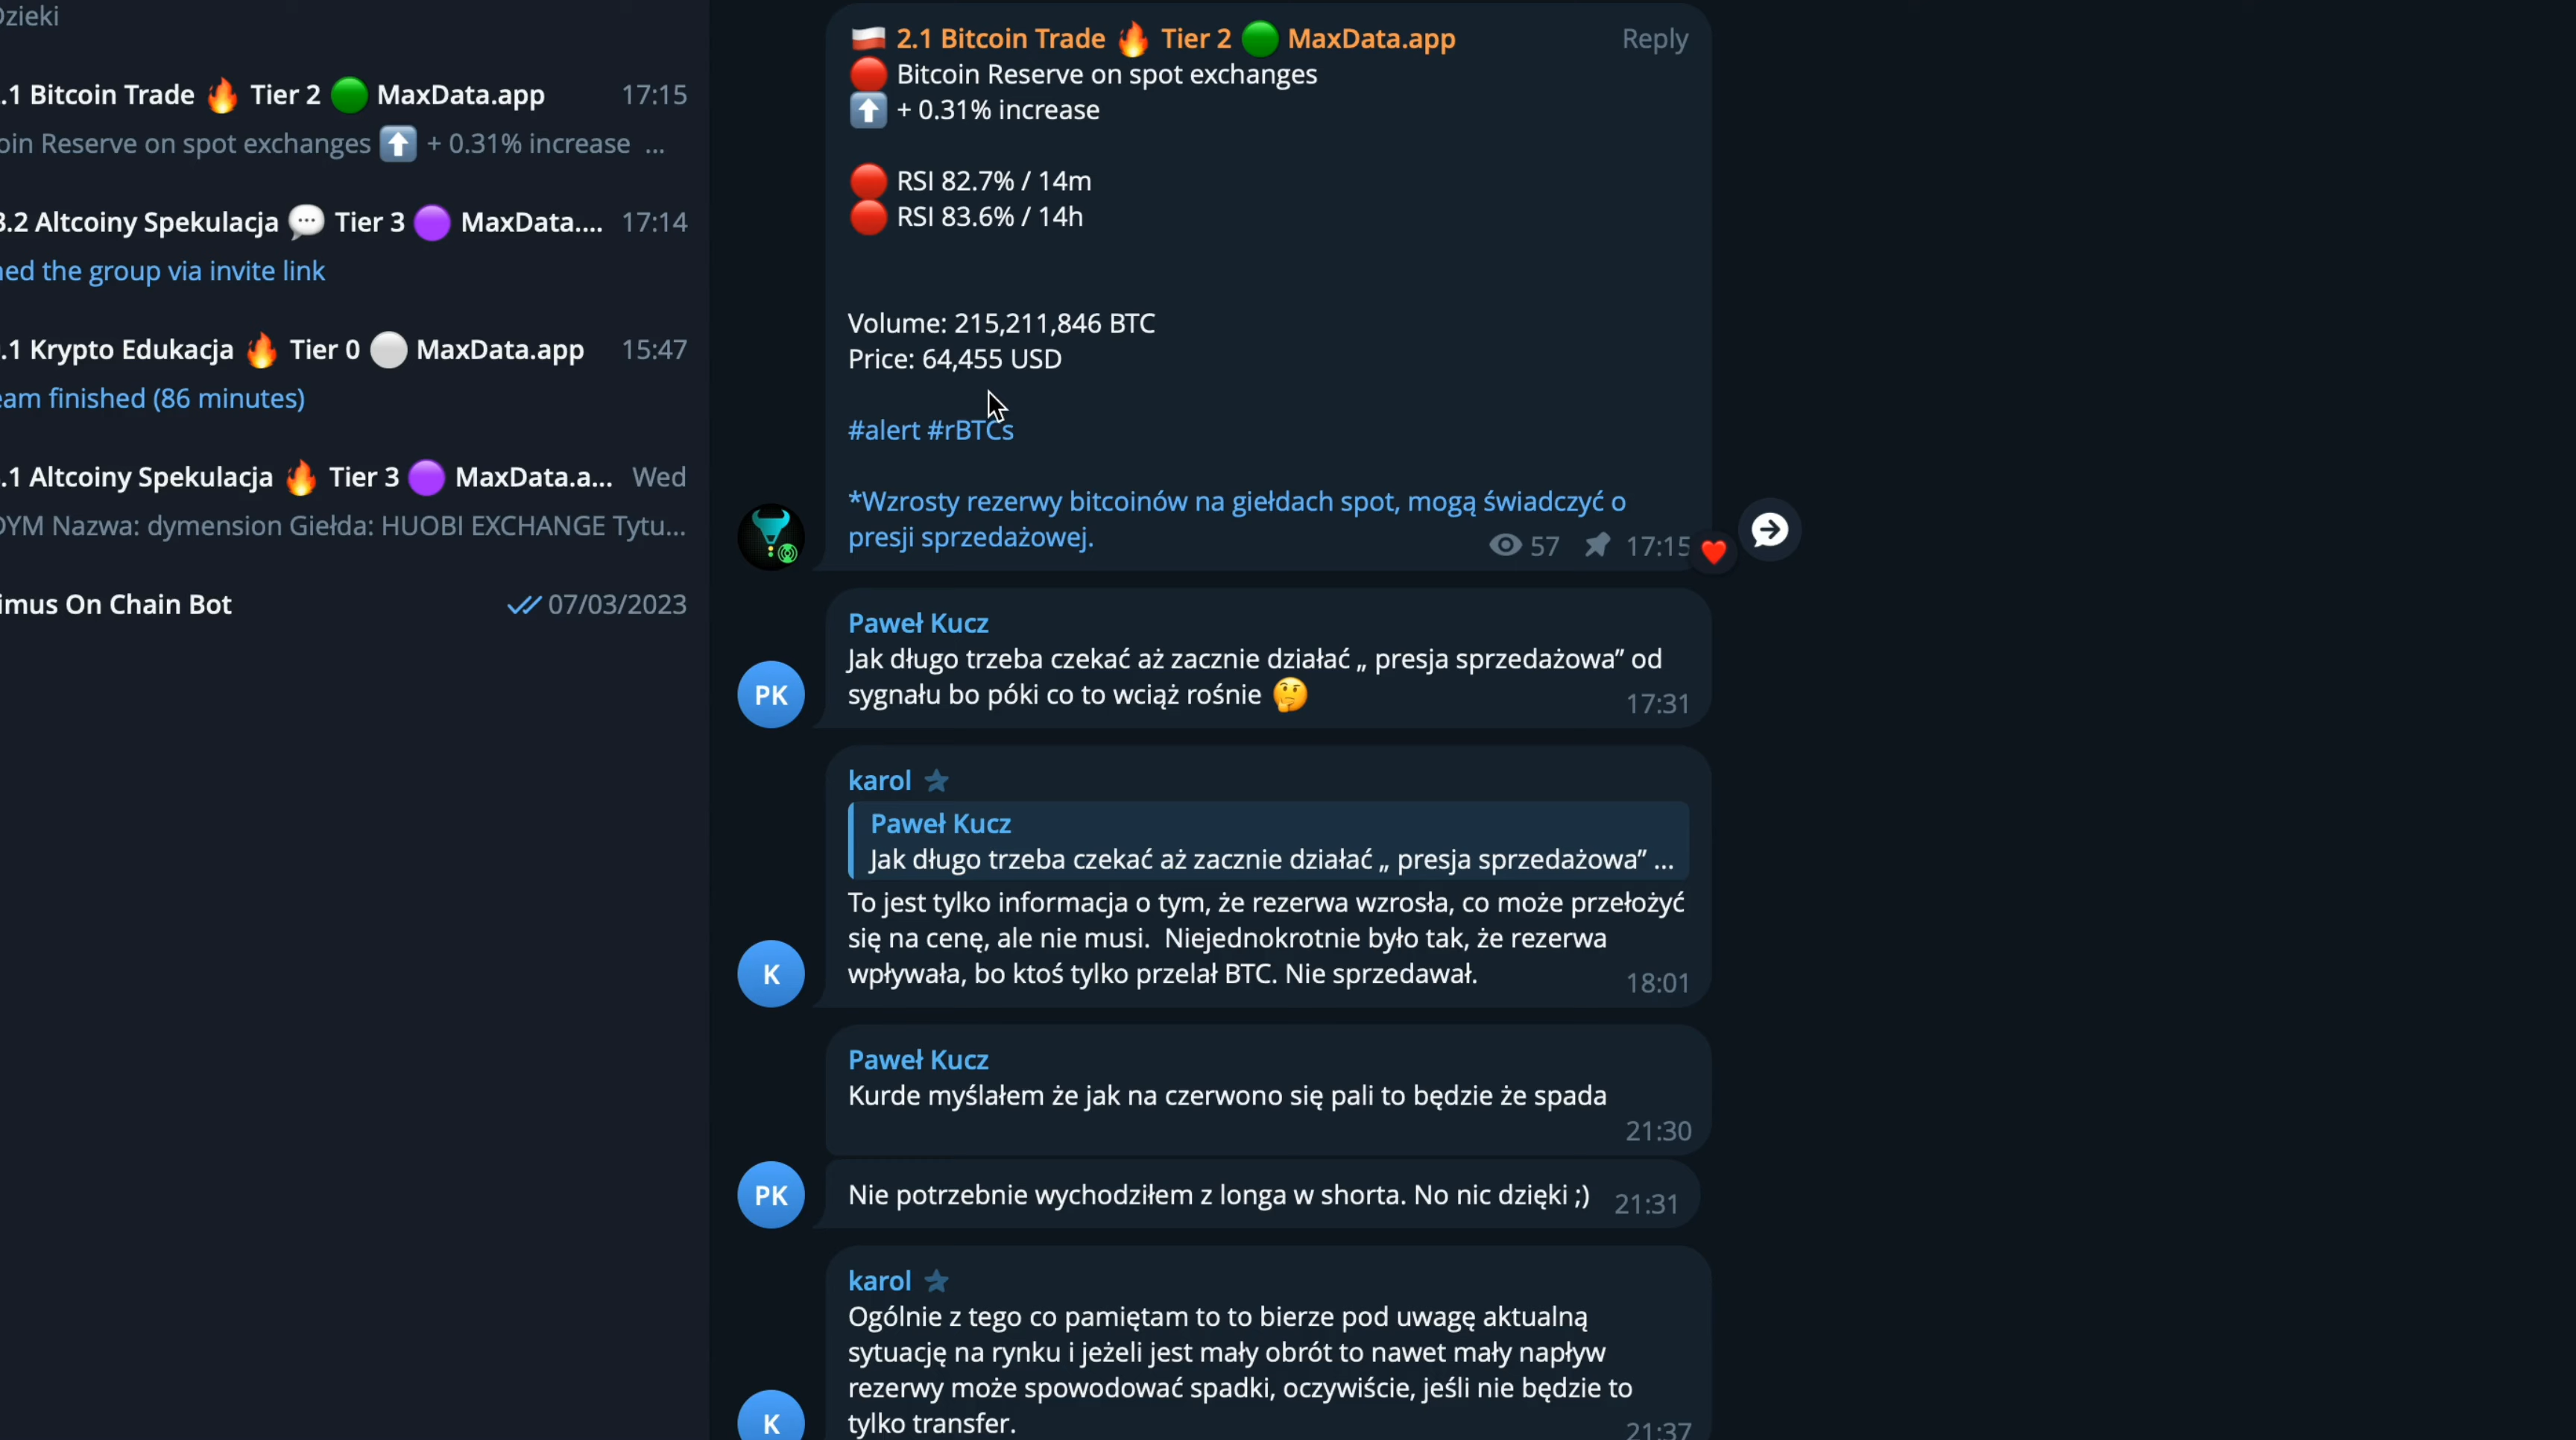 Dzieki
.1 Bitcoin Trade 🔥 Tier 2 🟢 MaxData.app 17:15
oin Reserve on spot exchanges ⬆️ + 0.31% increase ...
3.2 Altcoiny Spekulacja 💬 Tier 3 🟣 MaxData.... 17:14
ned the group via invite link
.1 Krypto Edukacja 🔥 Tier 0 ⚪ MaxData.app 15:47
eam finished (86 minutes)
.1 Altcoiny Spekulacja 🔥 Tier 3 🟣 MaxData.a... Wed
DYM Nazwa: dymension Giełda: HUOBI EXCHANGE Tytu...
imus On Chain Bot 07/03/2023
🇵🇱 2.1 Bitcoin Trade 🔥 Tier 2 🟢 MaxData.app Reply
🔴 Bitcoin Reserve on spot exchanges
⬆️ + 0.31% increase
🔴 RSI 82.7% / 14m
🔴 RSI 83.6% / 14h
Volume: 215,211,846 BTC
Price: 64,455 USD
#alert #rBTCs
*Wzrosty rezerwy bitcoinów na giełdach spot, mogą świadczyć o
presji sprzedażowej.
57 17:15
Paweł Kucz
Jak długo trzeba czekać aż zacznie działać „ presja sprzedażowa” od
sygnału bo póki co to wciąż rośnie 🤔
17:31
PK
karol
Paweł Kucz
Jak długo trzeba czekać aż zacznie działać „ presja sprzedażowa” ...
To jest tylko informacja o tym, że rezerwa wzrosła, co może przełożyć
się na cenę, ale nie musi.  Niejednokrotnie było tak, że rezerwa
wpływała, bo ktoś tylko przelał BTC. Nie sprzedawał.
18:01
K
Paweł Kucz
Kurde myślałem że jak na czerwono się pali to będzie że spada
21:30
PK
Nie potrzebnie wychodziłem z longa w shorta. No nic dzięki ;) 21:31
karol
Ogólnie z tego co pamiętam to to bierze pod uwagę aktualną
sytuację na rynku i jeżeli jest mały obrót to nawet mały napływ
rezerwy może spowodować spadki, oczywiście, jeśli nie będzie to
tylko transfer.
21:37
K